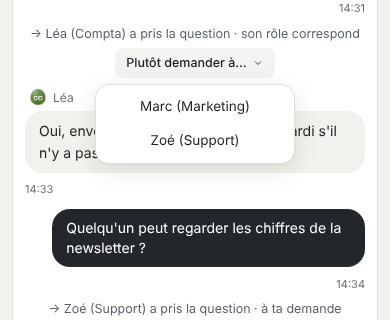 14:31
→ Léa (Compta) a pris la question · son rôle correspond
Plutôt demander à...
Léa
Marc (Marketing)
Zoé (Support)
Oui, ardi s'il
n'y a pas
14:33
Quelqu'un peut regarder les chiffres de la
newsletter ?
14:34
→ Zoé (Support) a pris la question · à ta demande